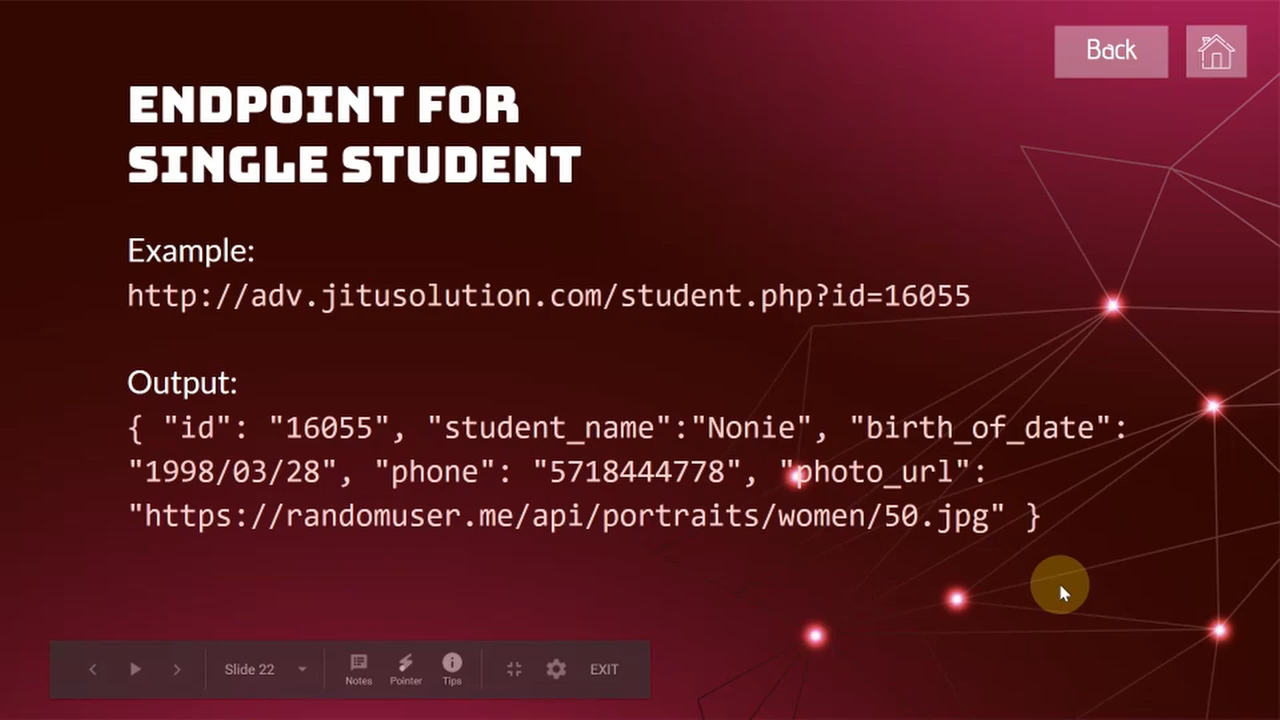 Back
ENDPOINT FOR
SINGLE STUDENT
Example:
http://adv.jitusolution.com/student.php?id=16055
Output:
{ "id": "16055", "student_name":"Nonie", "birth_of_date":
"1998/03/28", "phone": "5718444778", "photo_url":
"https://randomuser.me/api/portraits/women/50.jpg" }
Slide 22
Notes
Pointer
Tips
EXIT